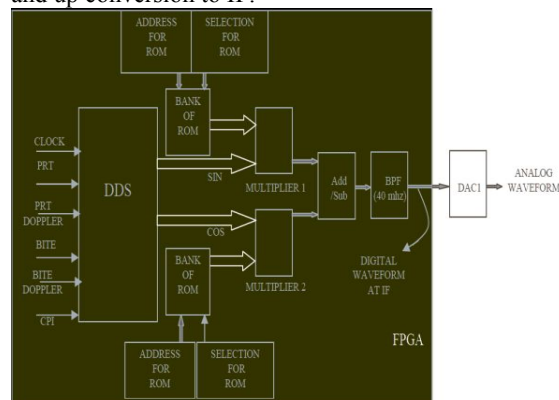 and up conversion to IF.
ADDRESS
FOR
ROM
SELECTION
FOR
ROM
BANK
OF
ROM
CLOCK
PRT
PRT
DOPPLER
BITE
BITE
DOPPLER
CPI
DDS
SIN
COS
MULTIPLIER 1
BANK
OF
ROM
MULTIPLIER 2
Add
/Sub
BPF
(40 mhz)
DAC1
ANALOG
WAVEFORM
DIGITAL
WAVEFORM
AT IF
ADDRESS
FOR
ROM
SELECTION
FOR
ROM
FPGA